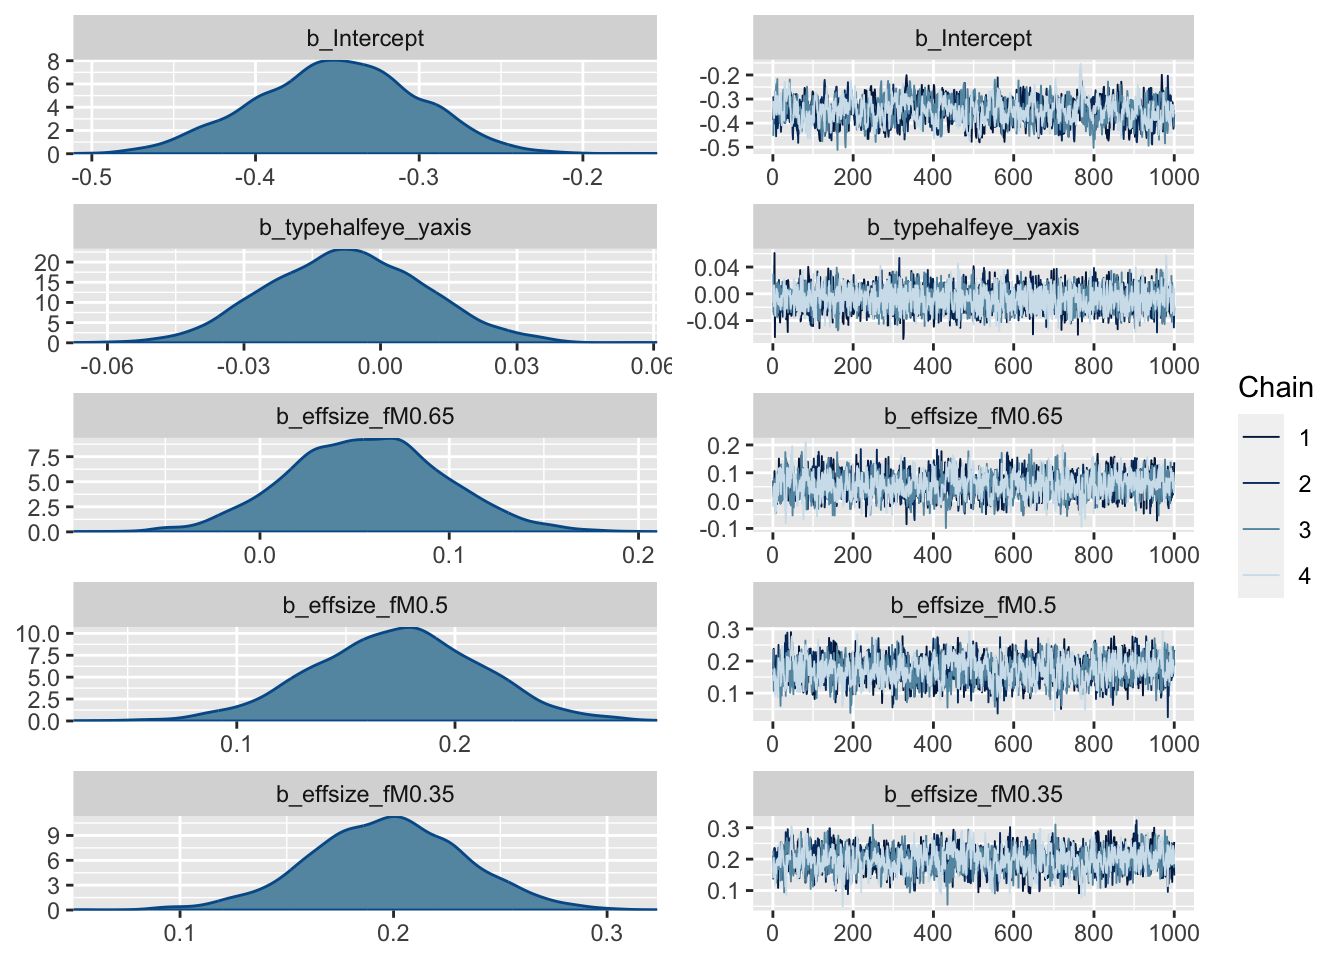 b_Intercept
8
6
4
2
0
-0.5 -0.4 -0.3 -0.2
b_Intercept
-0.2
-0.3
-0.4
-0.5
0 200 400 600 800 1000
b_typehalfeye_yaxis
20
15
10
5
0
-0.06 -0.03 0.00 0.03 0.06
b_typehalfeye_yaxis
0.04
0.00
-0.04
0 200 400 600 800 1000
b_effsize_fM0.65
7.5
5.0
2.5
0.0
0.0 0.1 0.2
b_effsize_fM0.65
0.2
0.1
0.0
-0.1
0 200 400 600 800 1000
b_effsize_fM0.5
10.0
7.5
5.0
2.5
0.0
0.1 0.2
b_effsize_fM0.5
0.3
0.2
0.1
0 200 400 600 800 1000
b_effsize_fM0.35
9
6
3
0
0.1 0.2 0.3
b_effsize_fM0.35
0.3
0.2
0.1
0 200 400 600 800 1000
Chain
1
2
3
4